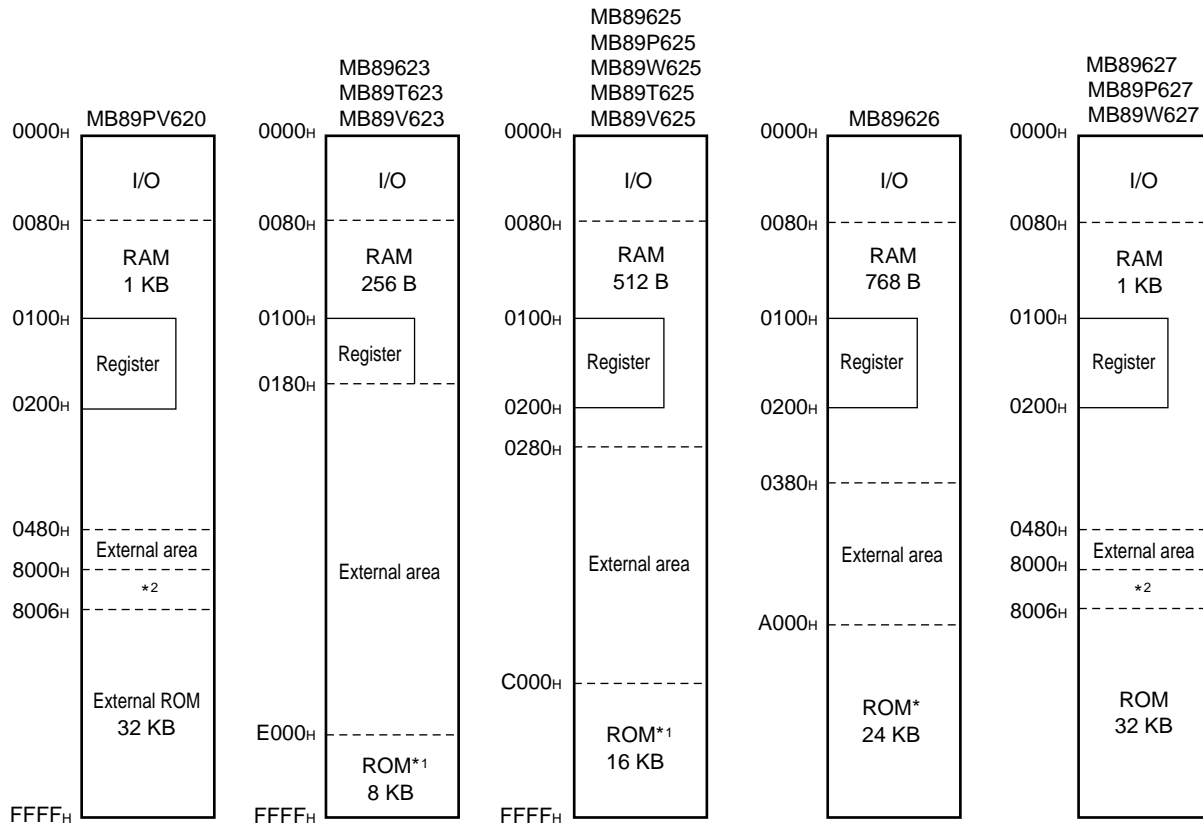 MB89PV620
0000H
I/O
0080H
RAM
1 KB
0100H
Register
0200H
0480H
External area
8000H
*2
8006H
External ROM
32 KB
FFFFH
MB89623
MB89T623
MB89V623
0000H
I/O
0080H
RAM
256 B
0100H
Register
0180H
External area
E000H
ROM*1
8 KB
FFFFH
MB89625
MB89P625
MB89W625
MB89T625
MB89V625
0000H
I/O
0080H
RAM
512 B
0100H
Register
0200H
0280H
External area
C000H
ROM*1
16 KB
FFFFH
MB89626
0000H
I/O
0080H
RAM
768 B
0100H
Register
0200H
0380H
External area
A000H
ROM*
24 KB
MB89627
MB89P627
MB89W627
0000H
I/O
0080H
RAM
1 KB
0100H
Register
0200H
0480H
External area
8000H
*2
8006H
ROM
32 KB